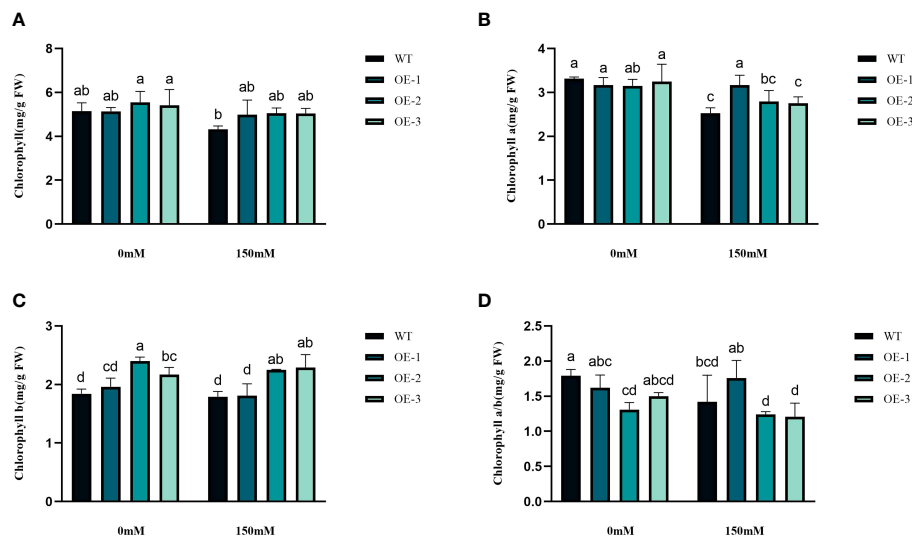 A
Chlorophyll(mg/g FW)
8
6
4
2
0
ab ab a a
b ab ab ab
0mM 150mM
WT
OE-1
OE-2
OE-3
B
Chlorophyll a(mg/g FW)
4
3
2
1
0
a a ab a
c a bc c
0mM 150mM
WT
OE-1
OE-2
OE-3
C
Chlorophyll b(mg/g FW)
3
2
1
0
d cd a bc
d d ab ab
0mM 150mM
WT
OE-1
OE-2
OE-3
D
Chlorophyll a/b(mg/g FW)
2.5
2.0
1.5
1.0
0.5
0.0
a abc cd abcd
bcd ab d d
0mM 150mM
WT
OE-1
OE-2
OE-3